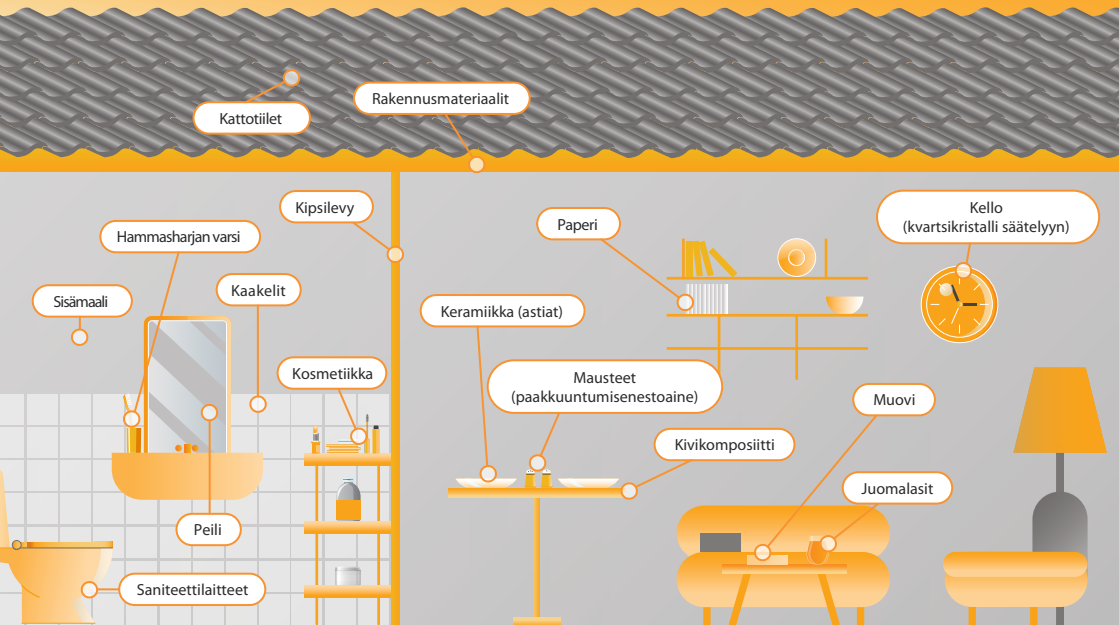 Kattotiilet
Rakennusmateriaalit
Kipsilevy
Hammasharjan varsi
Sisämaali
Kaakelit
Kosmetiikka
Peili
Saniteettilaitteet
Paperi
Kello
(kvartsikristalli säätelyyn)
Keramiikka (astiat)
Mausteet
(paakkuuntumisenestoaine)
Muovi
Kivikomposiitti
Juomalasit